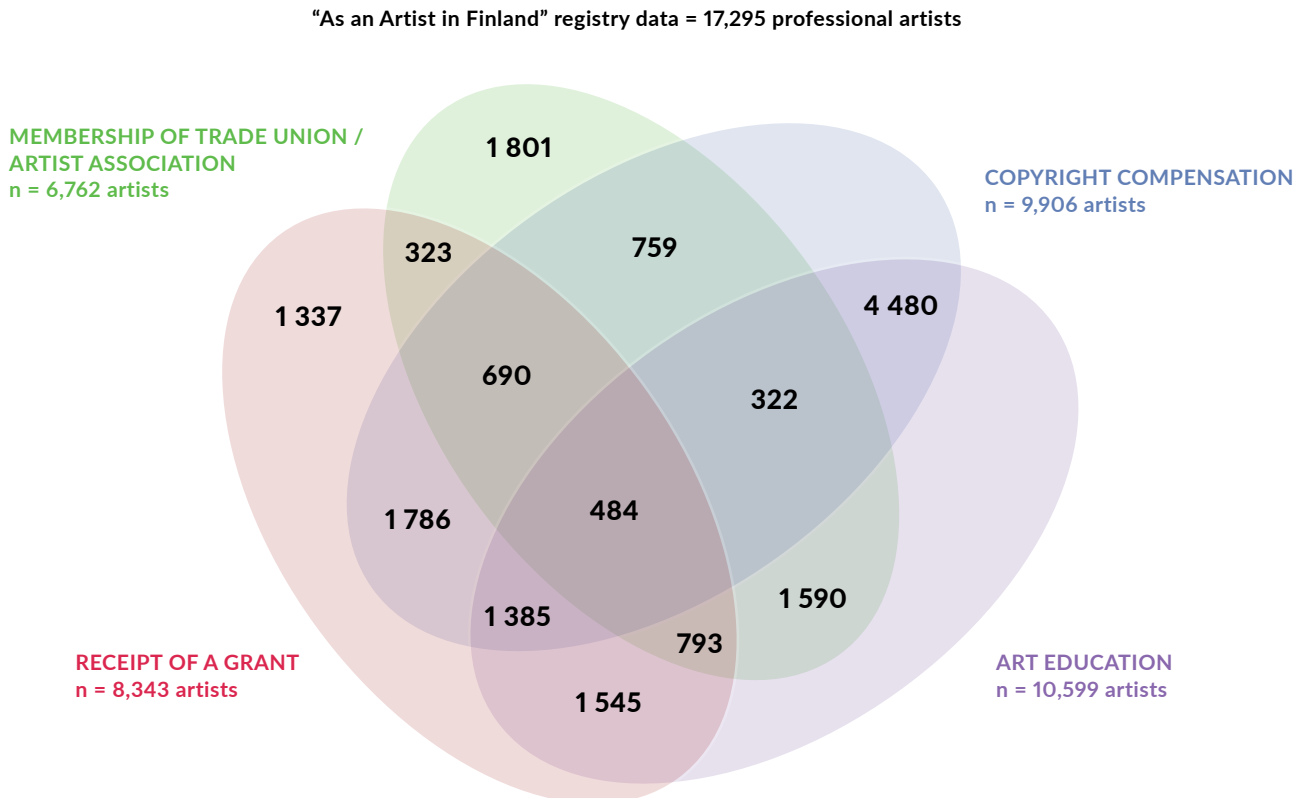 “As an Artist in Finland” registry data = 17,295 professional artists
MEMBERSHIP OF TRADE UNION /
ARTIST ASSOCIATION
n = 6,762 artists
COPYRIGHT COMPENSATION
n = 9,906 artists
1 801
323
759
1 337
4 480
690
322
1 786
484
1 385
1 590
793
1 545
RECEIPT OF A GRANT
n = 8,343 artists
ART EDUCATION
n = 10,599 artists